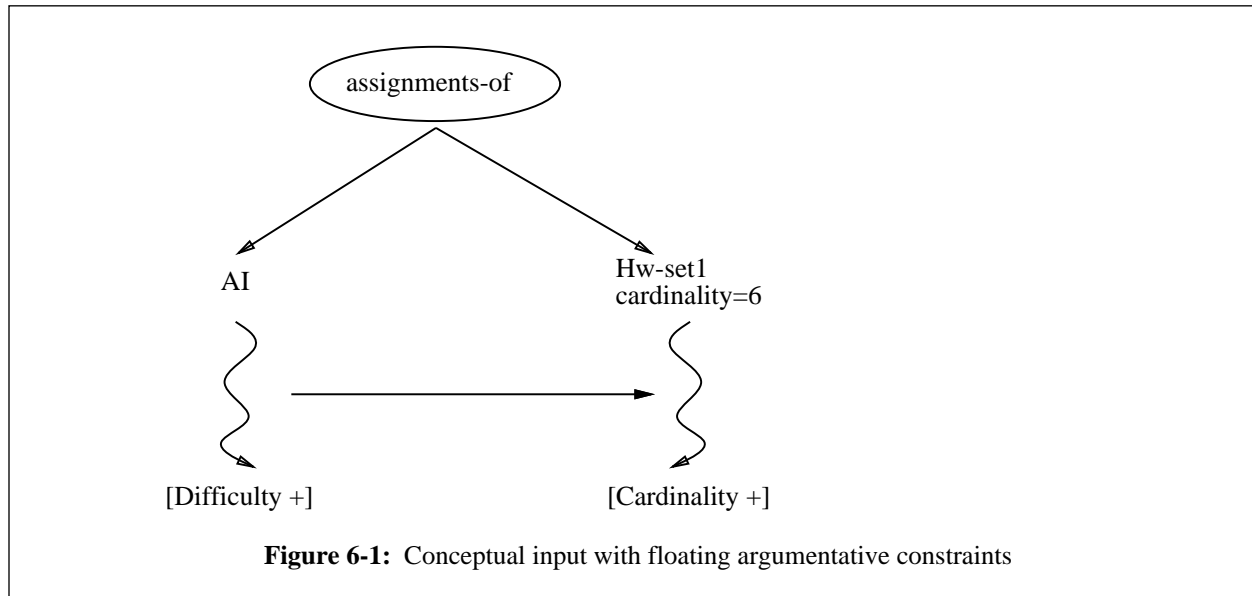 assignments-of
AI
Hw-set1
cardinality=6
[Difficulty +]
[Cardinality +]
Figure 6-1: Conceptual input with floating argumentative constraints